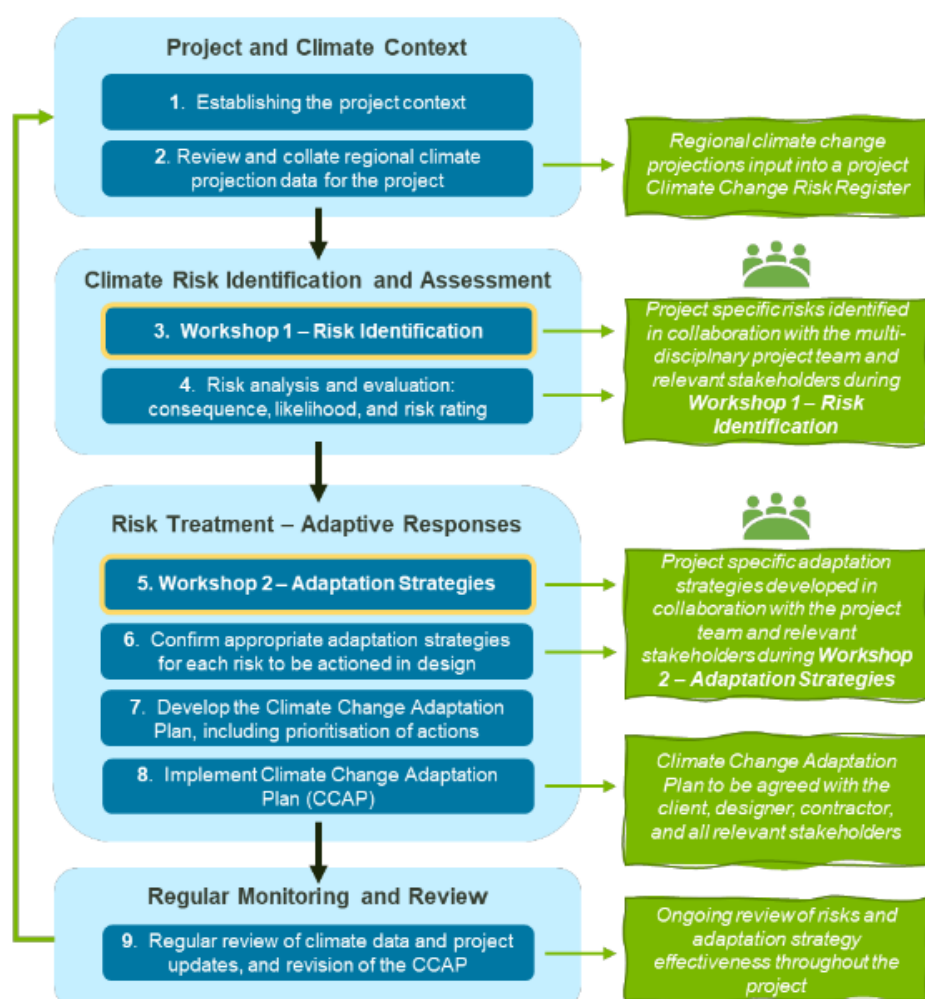 Project and Climate Context
1. Establishing the project context
2. Review and collate regional climate
projection data for the project
Regional climate change
projections input into a project
Climate Change Risk Register
Climate Risk Identification and Assessment
3. Workshop 1 – Risk Identification
4. Risk analysis and evaluation:
consequence, likelihood, and risk rating
Project specific risks identified
in collaboration with the multi-
disciplnary project team and
relevant stakeholders during
Workshop 1 – Risk
Identification
Risk Treatment – Adaptive Responses
5. Workshop 2 – Adaptation Strategies
6. Confirm appropriate adaptation strategies
for each risk to be actioned in design
7. Develop the Climate Change Adaptation
Plan, including prioritisation of actions
8. Implement Climate Change Adaptation
Plan (CCAP)
Project specific adaptation
strategies developed in
collaboration with the project
team and relevant
stakeholders during Workshop
2 – Adaptation Strategies
Climate Change Adaptation
Plan to be agreed with the
client, designer, contractor,
and all relevant stakeholders
Regular Monitoring and Review
9. Regular review of climate data and project
updates, and revision of the CCAP
Ongoing review of risks and
adaptation strategy
effectiveness throughout the
project